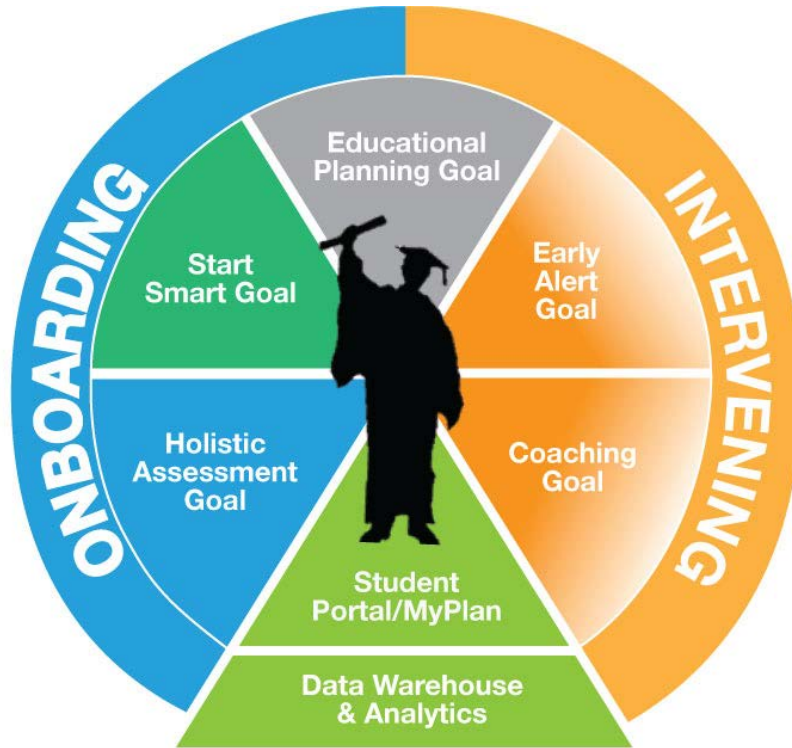 ONBOARDING
INTERVENING
Educational
Planning Goal
Start
Smart Goal
Early
Alert
Goal
Holistic
Assessment
Goal
Coaching
Goal
Student
Portal/MyPlan
Data Warehouse
& Analytics